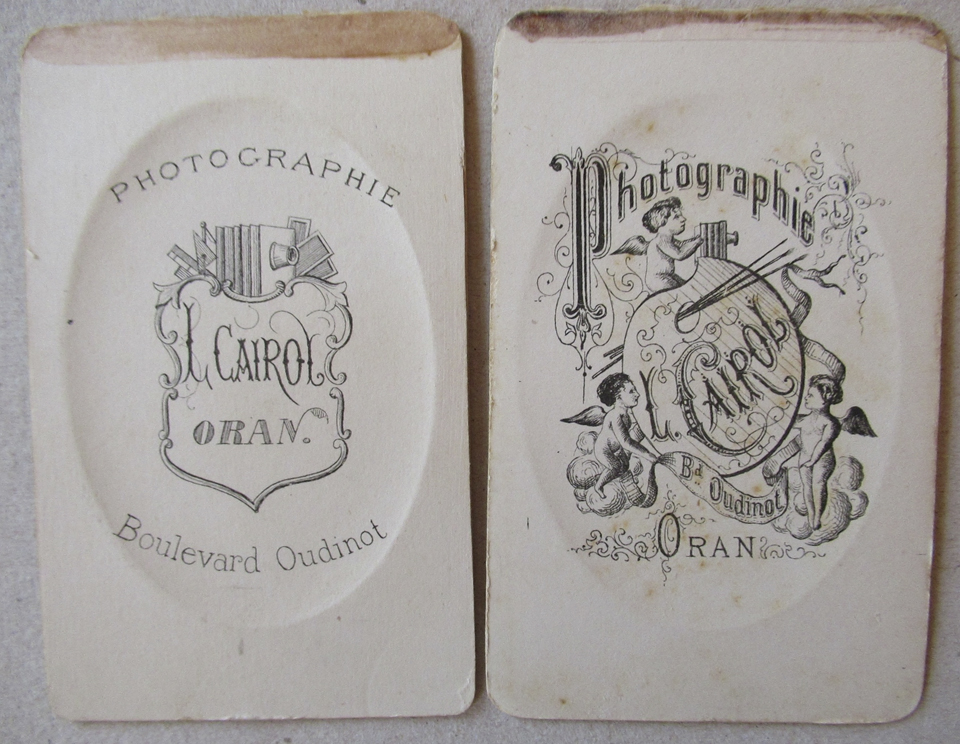 PHOTOGRAPHIE
L. CAIROL
ORAN.
Boulevard Oudinot
Photographie
L. CAIROL
Bd Oudinot
ORAN